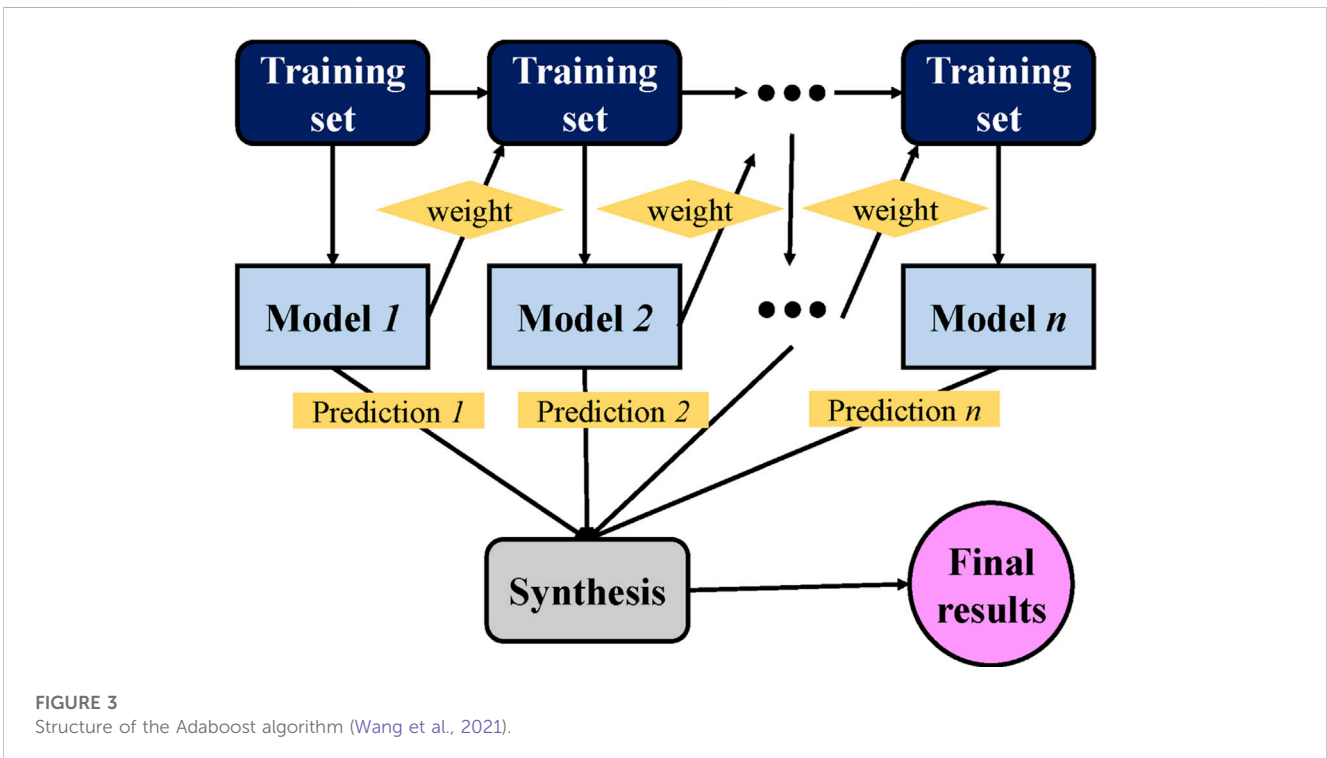 Training
set
Training
set
●●●
Training
set
weight
weight
weight
Model 1
Model 2
●●●
Model n
Prediction 1
Prediction 2
Prediction n
Synthesis
Final
results
FIGURE 3
Structure of the Adaboost algorithm (Wang et al., 2021).